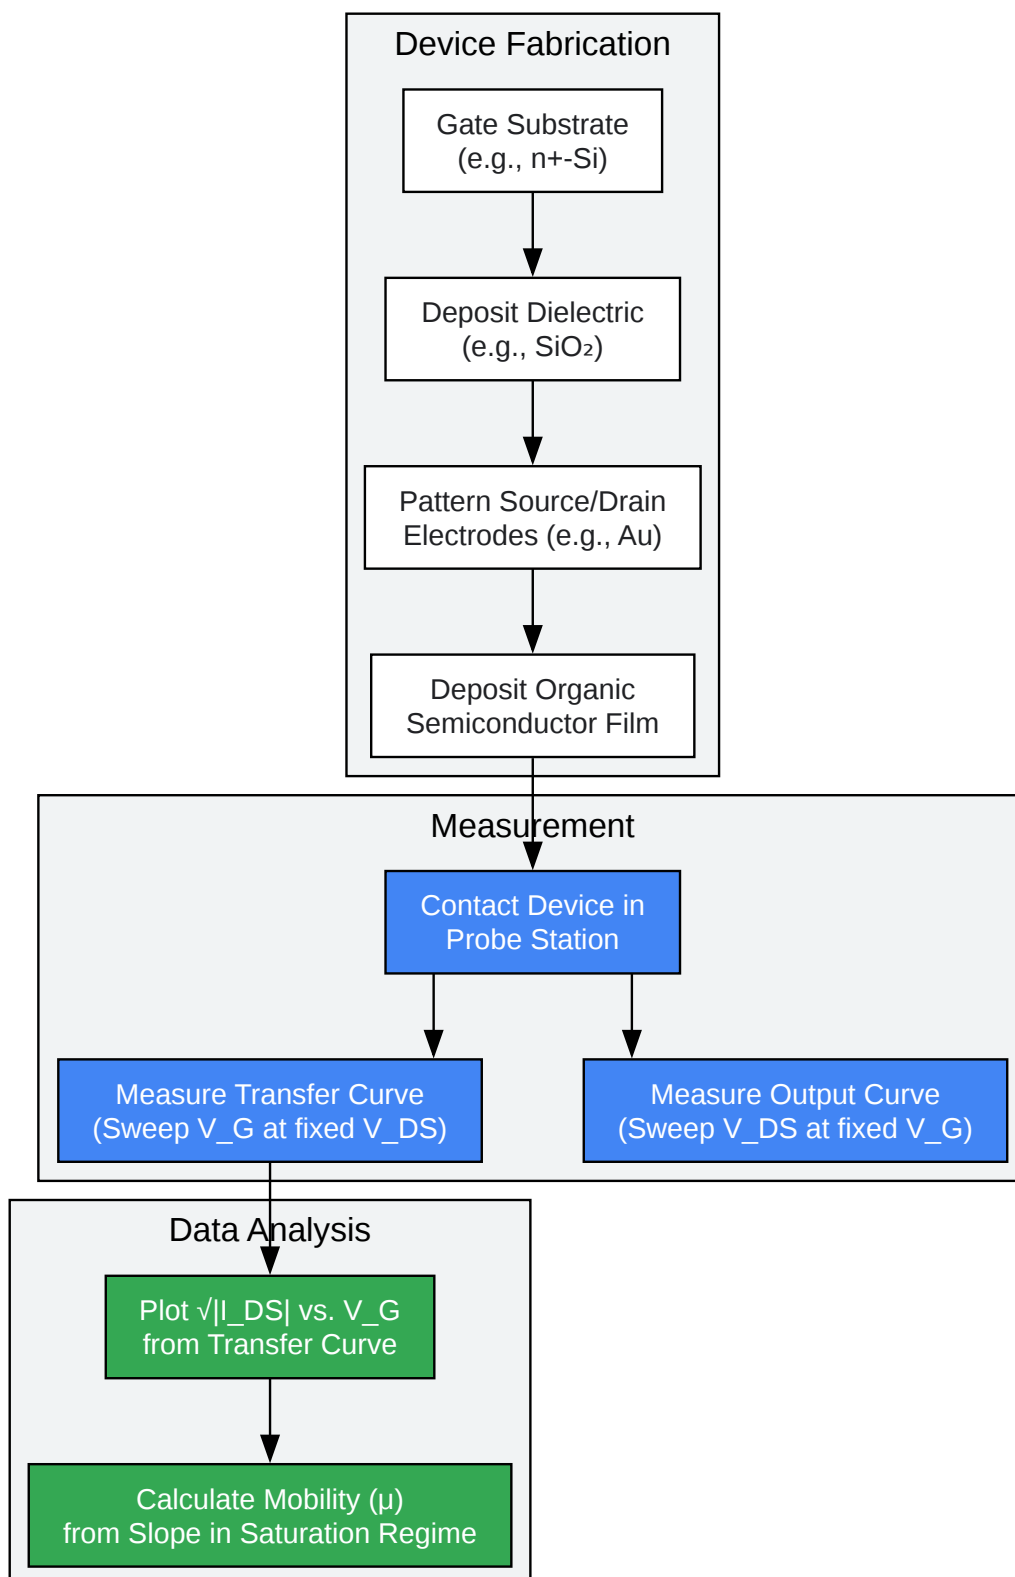 Device Fabrication
Gate Substrate
(e.g., n+-Si)
Deposit Dielectric
(e.g., SiO₂)
Pattern Source/Drain
Electrodes (e.g., Au)
Deposit Organic
Semiconductor Film
Measurement
Contact Device in
Probe Station
Measure Transfer Curve
(Sweep V_G at fixed V_DS)
Measure Output Curve
(Sweep V_DS at fixed V_G)
Data Analysis
Plot √|I_DS| vs. V_G
from Transfer Curve
Calculate Mobility (μ)
from Slope in Saturation Regime